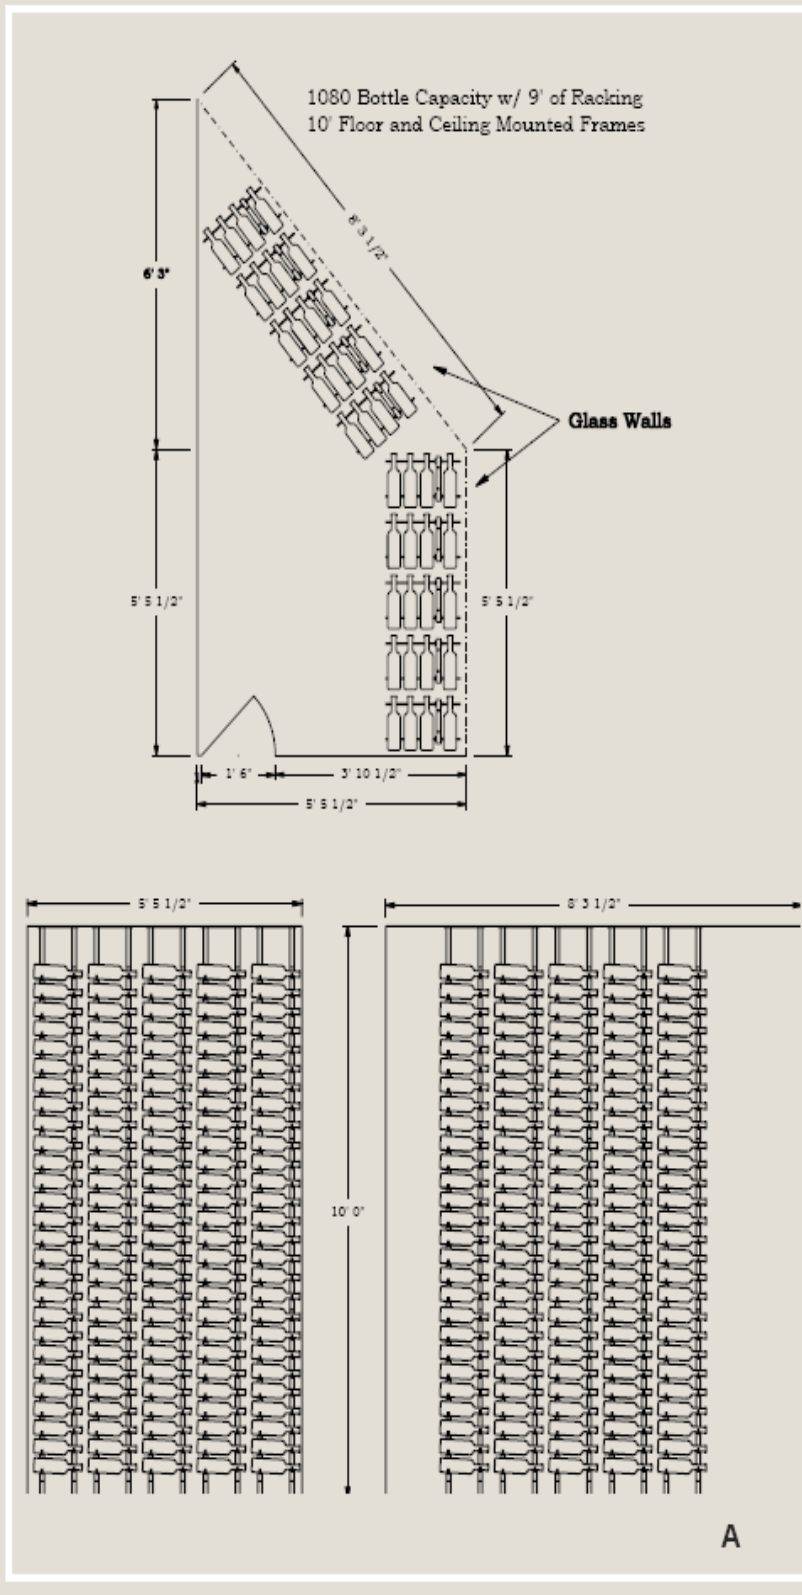 1080 Bottle Capacity w/ 9' of Racking
10' Floor and Ceiling Mounted Frames
8' 3 1/2"
6' 3"
Glass Walls
5' 5 1/2"
5' 5 1/2"
1' 6"
3' 10 1/2"
5' 5 1/2"
5' 5 1/2"
8' 3 1/2"
10' 0"
A